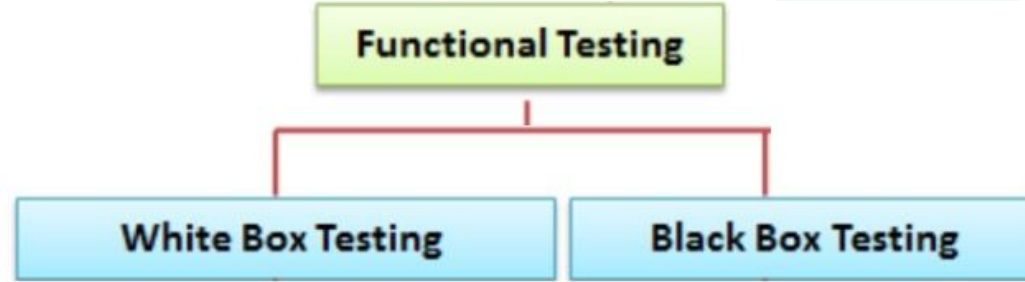 Functional Testing
White Box Testing
Black Box Testing